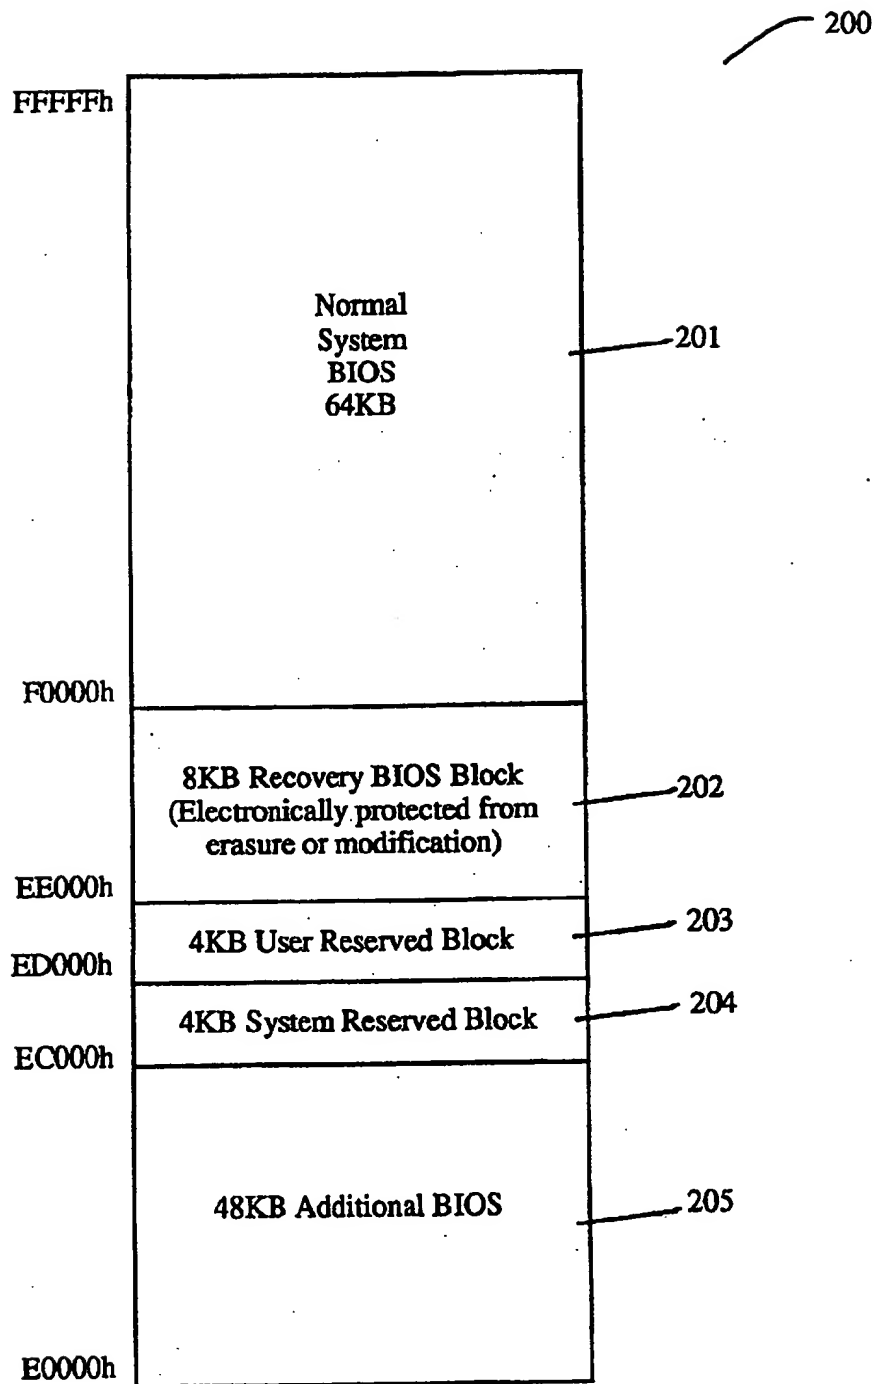 200
FFFFFh
Normal
System
BIOS
64KB
201
F0000h
8KB Recovery BIOS Block
(Electronically protected from
erasure or modification)
202
EE000h
4KB User Reserved Block
203
ED000h
4KB System Reserved Block
204
EC000h
48KB Additional BIOS
205
E0000h